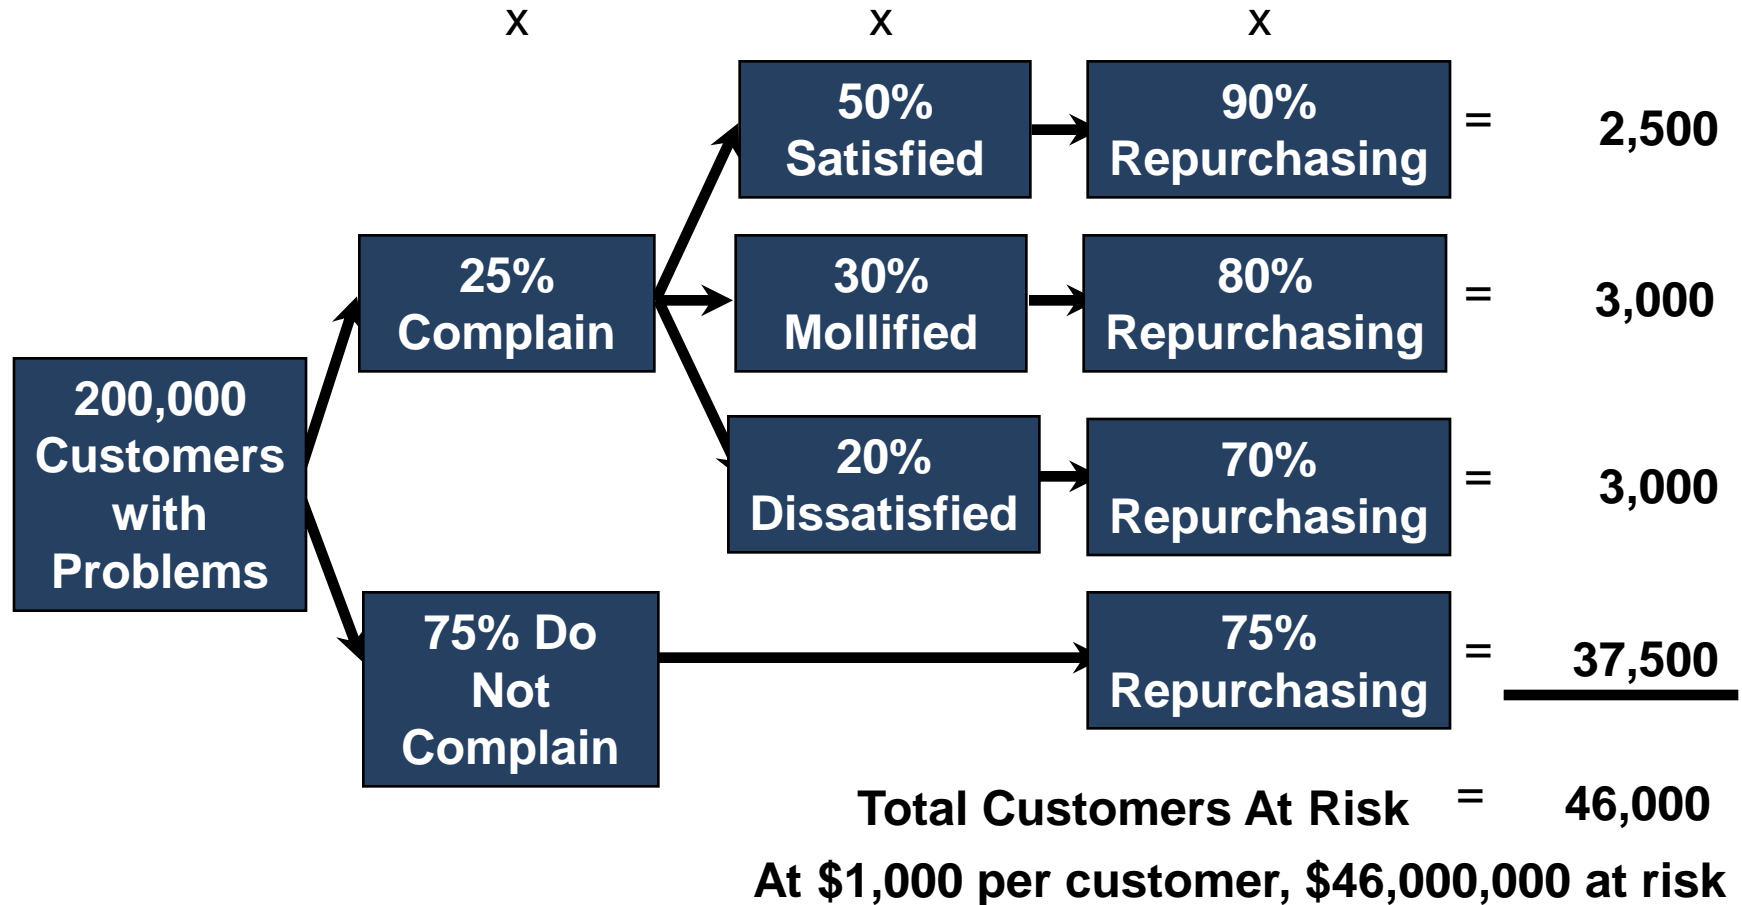 x x x
50%
Satisfied
90%
Repurchasing
= 2,500
25%
Complain
30%
Mollified
80%
Repurchasing
= 3,000
200,000
Customers
with
Problems
20%
Dissatisfied
70%
Repurchasing
= 3,000
75% Do
Not
Complain
75%
Repurchasing
= 37,500
Total Customers At Risk = 46,000
At $1,000 per customer, $46,000,000 at risk